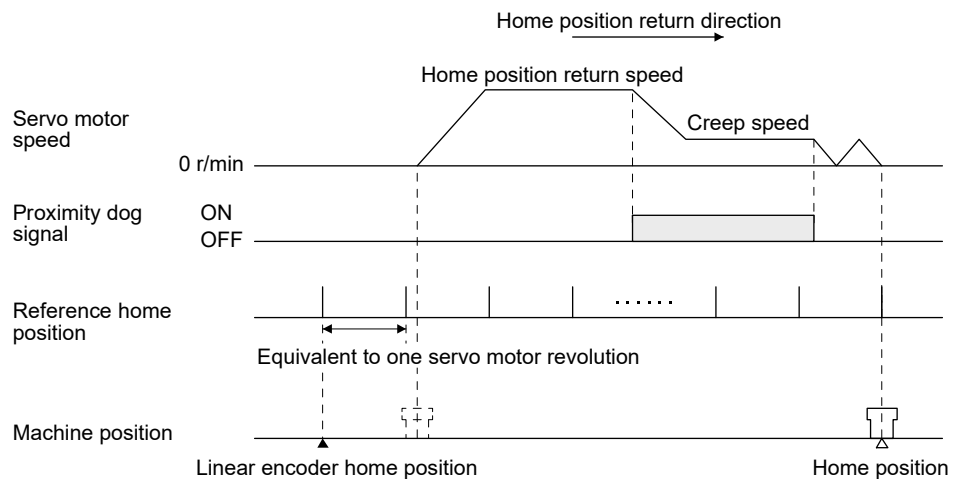 Home position return direction
Home position return speed
Servo motor
speed
Creep speed
0 r/min
Proximity dog
signal
ON
OFF
Reference home
position
Equivalent to one servo motor revolution
Machine position
Linear encoder home position
Home position